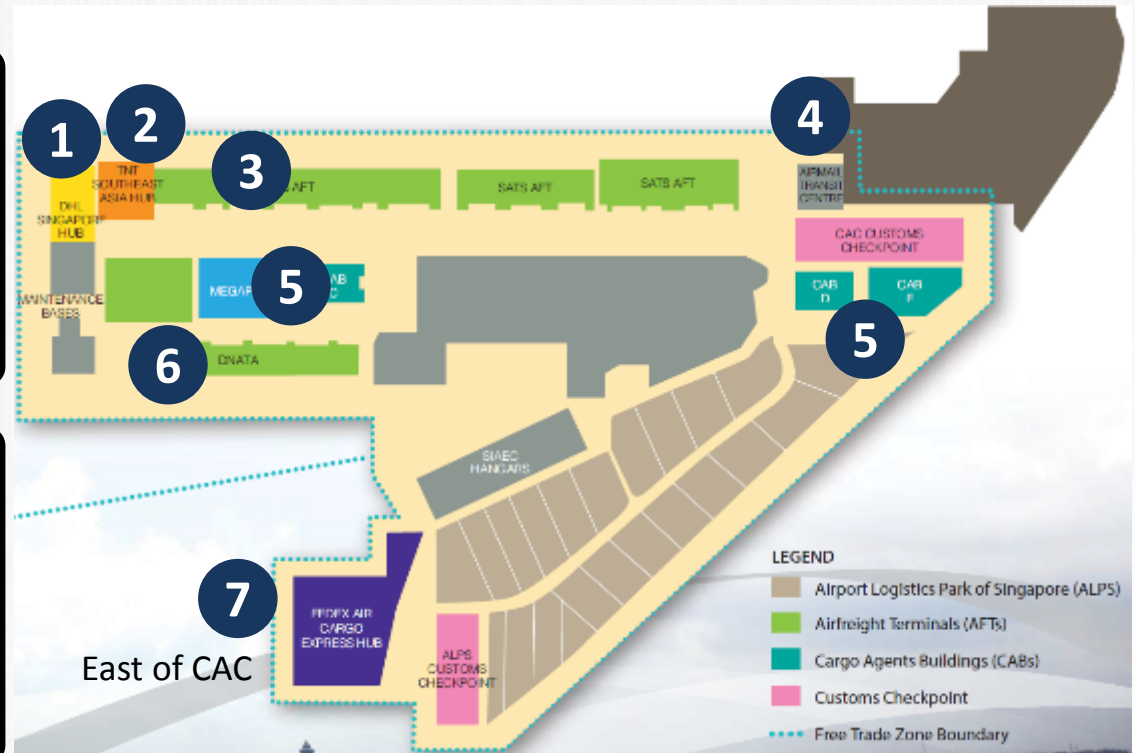 1
2
3
4
TNT
SOUTHEAST
ASIA HUB
AFT
SATS AFT
SATS AFT
AIRMAIL
TRANSIT
CENTRE
DHL
SINGAPORE
HUB
CAC CUSTOMS
CHECKPOINT
5
C
CAB
D
CAB
MAINTENANCE
BASES
5
6
DNATA
SIAEC
HANGARS
7
FEDEX AIR
CARGO
EXPRESS HUB
East of CAC
ALPS
CUSTOMS
CHECKPOINT
LEGEND
Airport Logistics Park of Singapore (ALPS)
Airfreight Terminals (AFTs)
Cargo Agents Buildings (CABs)
Customs Checkpoint
Free Trade Zone Boundary